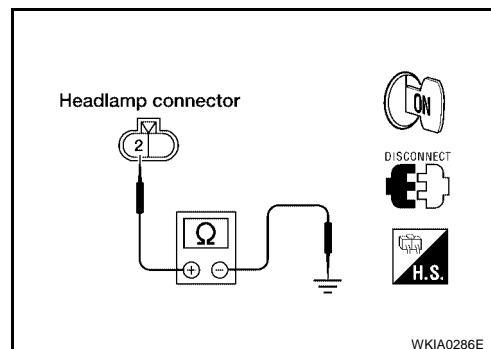 Headlamp connector
2
Ω
+ −
ON
DISCONNECT
H.S.
WKIA0286E